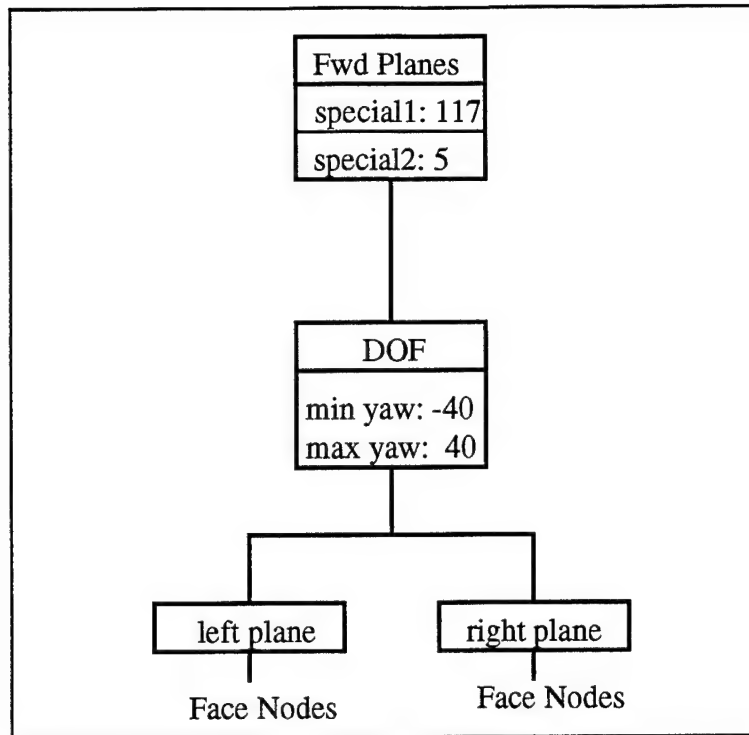 Fwd Planes
special1: 117
special2: 5
DOF
min yaw: -40
max yaw: 40
left plane
right plane
Face Nodes
Face Nodes